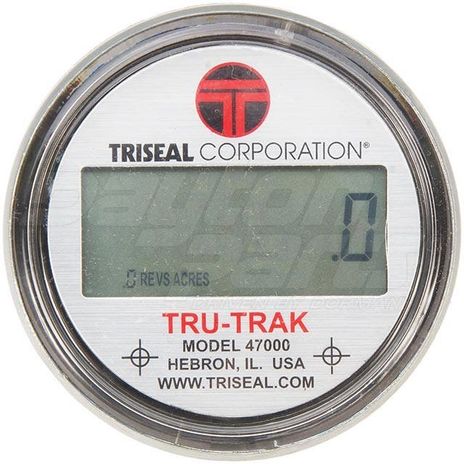 TRISEAL CORPORATION®
.0
.0 REVS ACRES
TRU-TRAK
MODEL 47000
HEBRON, IL. USA
WWW.TRISEAL.COM